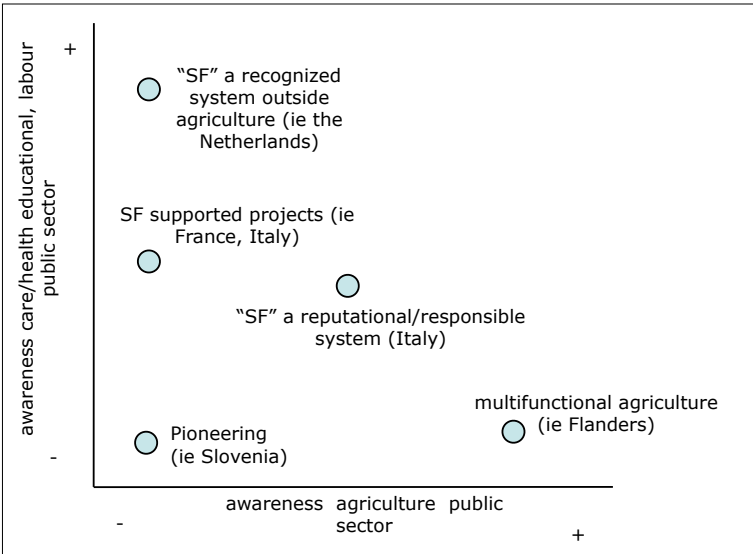 awareness care/health educational, labour
public sector
+
-
“SF” a recognized
system outside
agriculture (ie the
Netherlands)
SF supported projects (ie
France, Italy)
“SF” a reputational/responsible
system (Italy)
multifunctional agriculture
(ie Flanders)
Pioneering
(ie Slovenia)
awareness agriculture public
sector
-
+